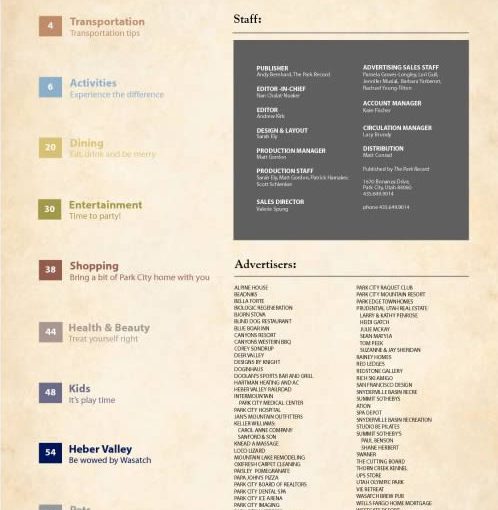 4
Transportation
Transportation tips
6
Activities
Experience the difference
20
Dining
Eat, drink and be merry
30
Entertainment
Time to party!
38
Shopping
Bring a bit of Park City home with you
44
Health & Beauty
Treat yourself right
48
Kids
It's play time
54
Heber Valley
Be wowed by Wasatch
Pets
Staff:
PUBLISHER
Andy Bernhard, The Park Record
EDITOR-IN-CHIEF
Nan Chalat-Noaker
EDITOR
Andrew Kirk
DESIGN & LAYOUT
Sarah Ely
PRODUCTION MANAGER
Matt Gordon
PRODUCTION STAFF
Sarah Ely, Matt Gordon, Patrick Horrobin,
Scott Schlenker
SALES DIRECTOR
Valerie Spung
ADVERTISING SALES STAFF
Pamela Graves-Longley, Lori Gull,
Jennifer Muslal, Barbara Yarborset,
Rachael Young-Tilton
ACCOUNT MANAGER
Kate Fischer
CIRCULATION MANAGER
Lacy Brundy
DISTRIBUTION
Matt Conrad
Published by The Park Record
1670 Bonanza Drive,
Park City, Utah 84060
435.649.9014
phone 435.649.9014
Advertisers:
ALPINE HOUSE
BEADNIKS
BELLA FORTE
BIOLOGIC REGENERATION
BJORN STOVA
BLIND DOG RESTAURANT
BLUE BOAR INN
CANYONS RESORT
CANYONS WESTERN BBQ
COREY SONDRUP
DEER VALLEY
DESIGNS BY KNIGHT
DOGINHAUS
DOOLAN'S SPORTS BAR AND GRILL
HARTMAN HEATING AND AC
HEBER VALLEY RAILROAD
INTERMOUNTAIN
PARK CITY MEDICAL CENTER
PARK CITY HOSPITAL
JAN'S MOUNTAIN OUTFITTERS
KELLER WILLIAMS:
CAROL ANNE COMPANY
SANFORD & SON
KNEAD A MASSAGE
LOCO LIZARD
MOUNTAIN LAKE REMODELING
OXIFRESH CARPET CLEANING
PAISLEY POMEGRANATE
PAPA JOHN'S PIZZA
PARK CITY BOARD OF REALTORS
PARK CITY DENTAL SPA
PARK CITY ICE ARENA
PARK CITY IMAGING
PARK CITY RAQUET CLUB
PARK CITY MOUNTAIN RESORT
PARK EDGE TOWNHOMES
PRUDENTIAL UTAH REAL ESTATE
LARRY & KATHY PENROSE
HEIDI GATCH
JULIE MCKAY
SEAN MATYJA
TOM PEEK
SUZANNE & JAY SHERIDAN
RAINEY HOMES
RED LEDGES
REDSTONE GALLERY
RICH SKI AMIGO
SAN FRANCISCO DESIGN
SNYDERVILLE BASIN RECRE
SUMMIT SOTHEBYS
ATION
SPA DEPOT
SNYDERVILLE BASIN RECREATION
STUDIO BE PILATES
SUMMIT SOTHEBY'S
PAUL BENSON
SHANE HERBERT
SWANER
THE CUTTING BOARD
THORN CREEK KENNEL
UPS STORE
UTAH OLYMPIC PARK
VIE RETREAT
WASATCH BREW PUB
WELLS FARGO HOME MORTGAGE